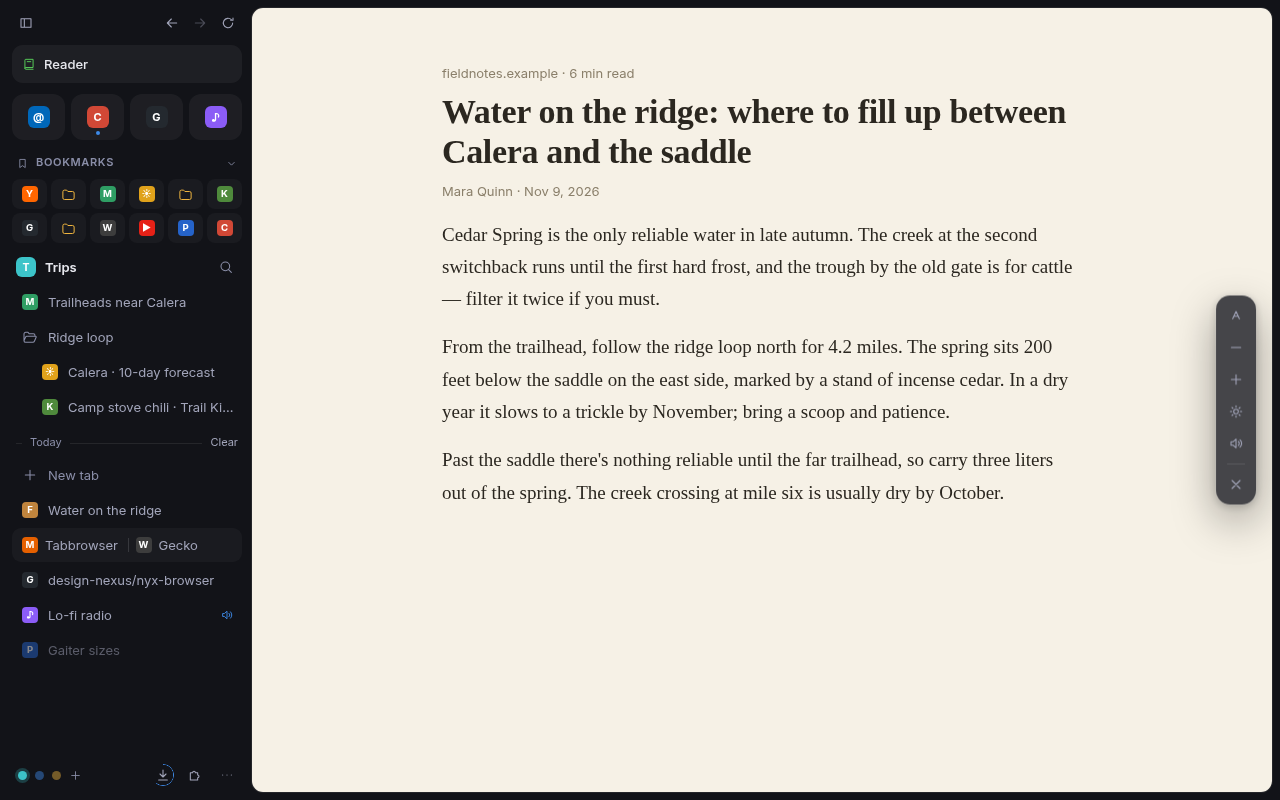 Reader
@
C
G
BOOKMARKS
Y
M
K
G
W
P
C
T Trips
M Trailheads near Calera
Ridge loop
Calera · 10-day forecast
K Camp stove chili · Trail Ki...
Today
Clear
New tab
F Water on the ridge
M Tabbrowser
W Gecko
G design-nexus/nyx-browser
Lo-fi radio
P Gaiter sizes
fieldnotes.example · 6 min read
Water on the ridge: where to fill up between
Calera and the saddle
Mara Quinn · Nov 9, 2026
Cedar Spring is the only reliable water in late autumn. The creek at the second
switchback runs until the first hard frost, and the trough by the old gate is for cattle
— filter it twice if you must.
From the trailhead, follow the ridge loop north for 4.2 miles. The spring sits 200
feet below the saddle on the east side, marked by a stand of incense cedar. In a dry
year it slows to a trickle by November; bring a scoop and patience.
Past the saddle there's nothing reliable until the far trailhead, so carry three liters
out of the spring. The creek crossing at mile six is usually dry by October.
A